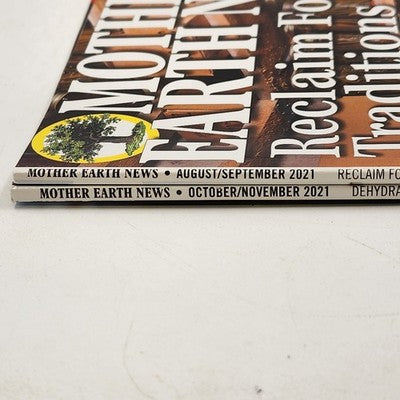 MOTHE
EARTH N
Reclaim Fo
Traditions
MOTHER EARTH NEWS • AUGUST/SEPTEMBER 2021 RECLAIM FO
MOTHER EARTH NEWS • OCTOBER/NOVEMBER 2021 DEHYDRA